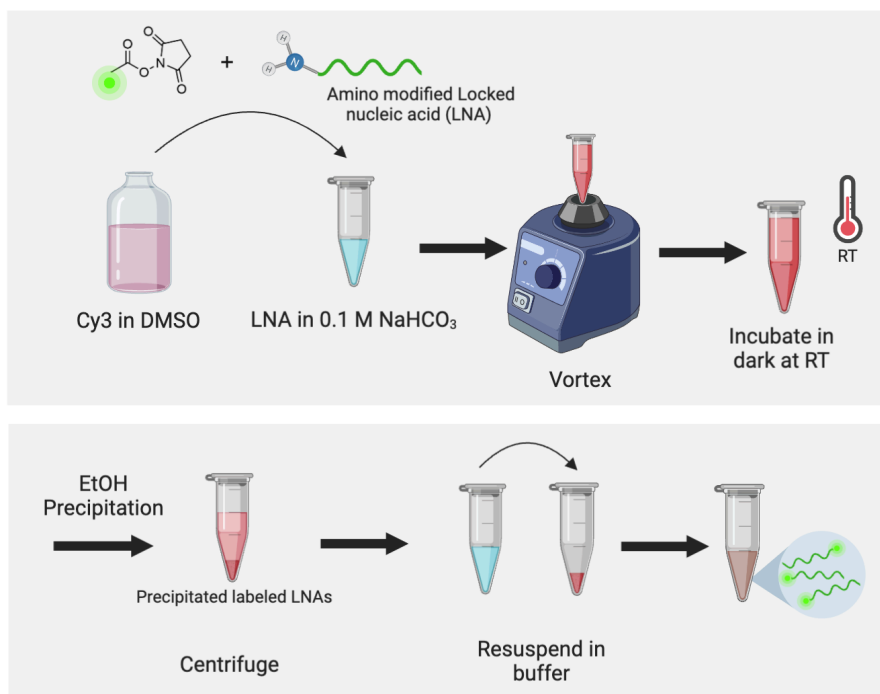 O
O
N
O
O
+
H
N
H
Amino modified Locked
nucleic acid (LNA)
Cy3 in DMSO
LNA in 0.1 M NaHCO₃
Vortex
RT
Incubate in
dark at RT
EtOH
Precipitation
Precipitated labeled LNAs
Centrifuge
Resuspend in
buffer